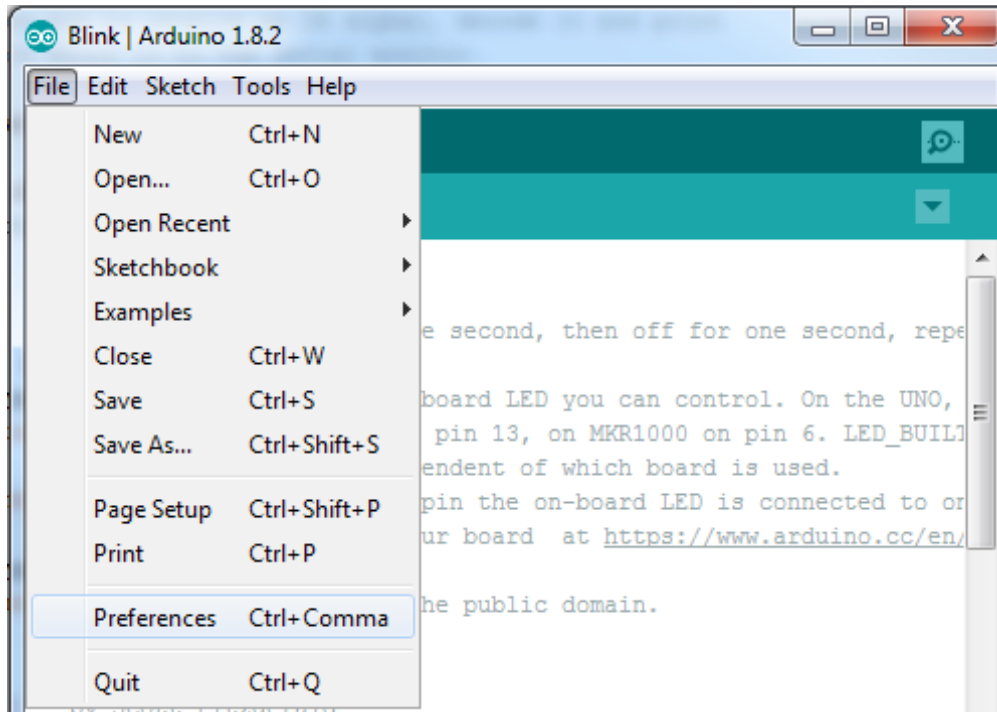 Blink | Arduino 1.8.2
File Edit Sketch Tools Help
New Ctrl+N
Open... Ctrl+O
Open Recent
Sketchbook
Examples
Close Ctrl+W
Save Ctrl+S
Save As... Ctrl+Shift+S
Page Setup Ctrl+Shift+P
Print Ctrl+P
Preferences Ctrl+Comma
Quit Ctrl+Q
e second, then off for one second, repe
board LED you can control. On the UNO,
pin 13, on MKR1000 on pin 6. LED_BUILT
endent of which board is used.
pin the on-board LED is connected to or
ur board at https://www.arduino.cc/en/
he public domain.